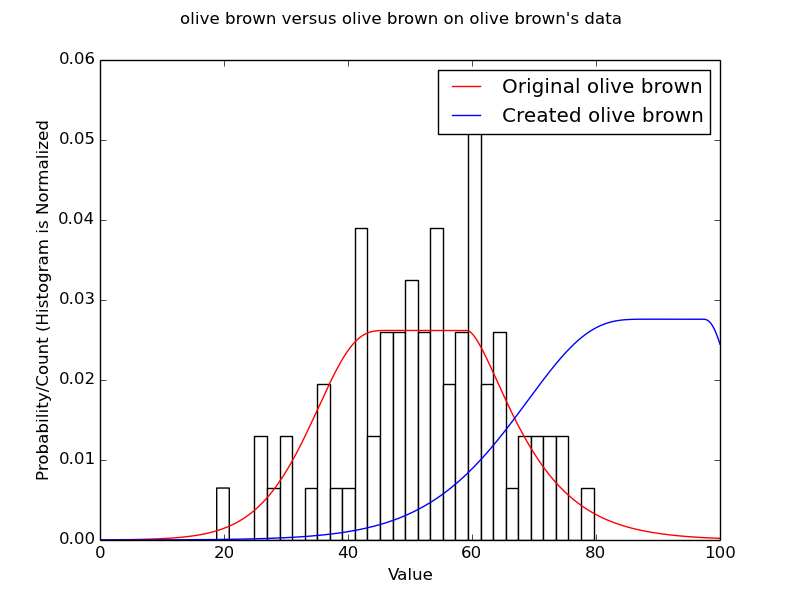 olive brown versus olive brown on olive brown's data
0.06
0.05
0.04
0.03
0.02
0.01
0.00
Probability/Count (Histogram is Normalized
Original olive brown
Created olive brown
0 20 40 60 80 100
Value